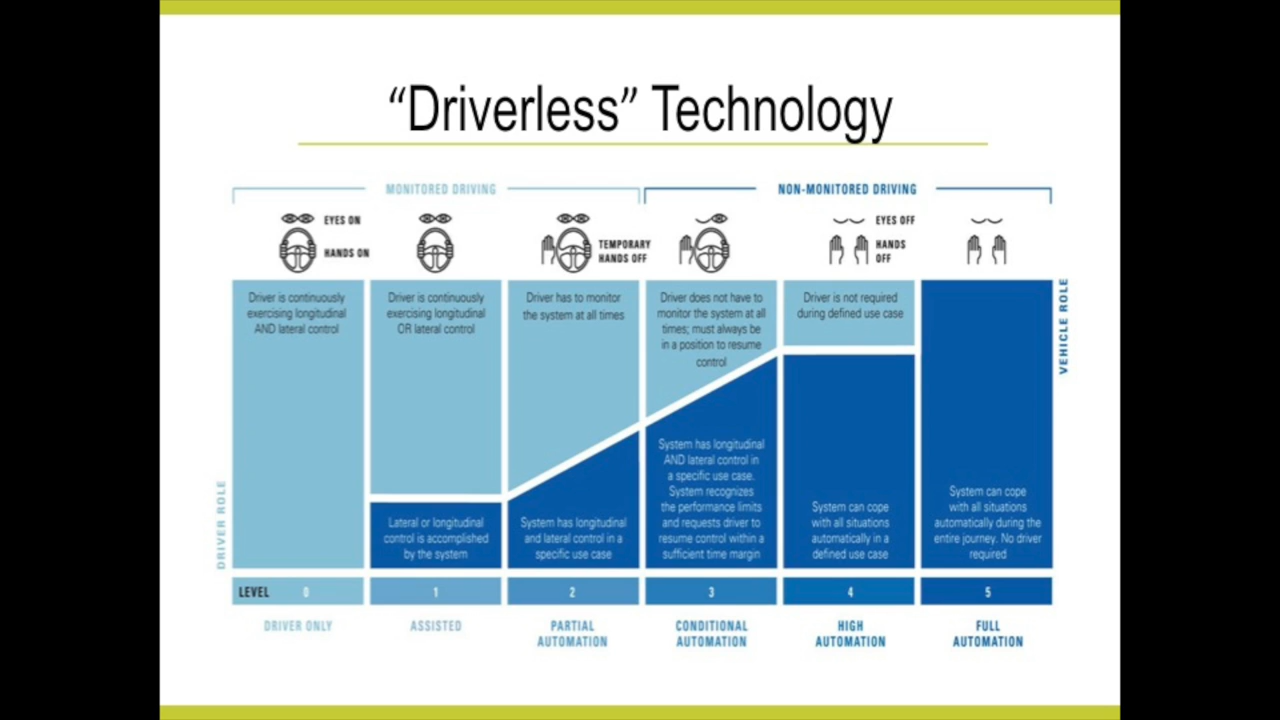 “Driverless” Technology
MONITORED DRIVING
NON-MONITORED DRIVING
EYES ON
HANDS ON
TEMPORARY
HANDS OFF
EYES OFF
HANDS
OFF
Driver is continuously
exercising longitudinal
AND lateral control
Driver is continuously
exercising longitudinal
OR lateral control
Driver has to monitor
the system at all times
Driver does not have to
monitor the system at all
times; must always be
in a position to resume
control
Driver is not required
during defined use case
VEHICLE ROLE
DRIVER ROLE
Lateral or longitudinal
control is accomplished
by the system
System has longitudinal
and lateral control in a
specific use case
System has longitudinal
AND lateral control in
a specific use case.
System recognizes
the performance limits
and requests driver to
resume control within a
sufficient time margin
System can cope
with all situations
automatically in a
defined use case
System can cope
with all situations
automatically during the
entire journey. No driver
required
LEVEL 0 1 2 3 4 5
DRIVER ONLY
ASSISTED
PARTIAL
AUTOMATION
CONDITIONAL
AUTOMATION
HIGH
AUTOMATION
FULL
AUTOMATION